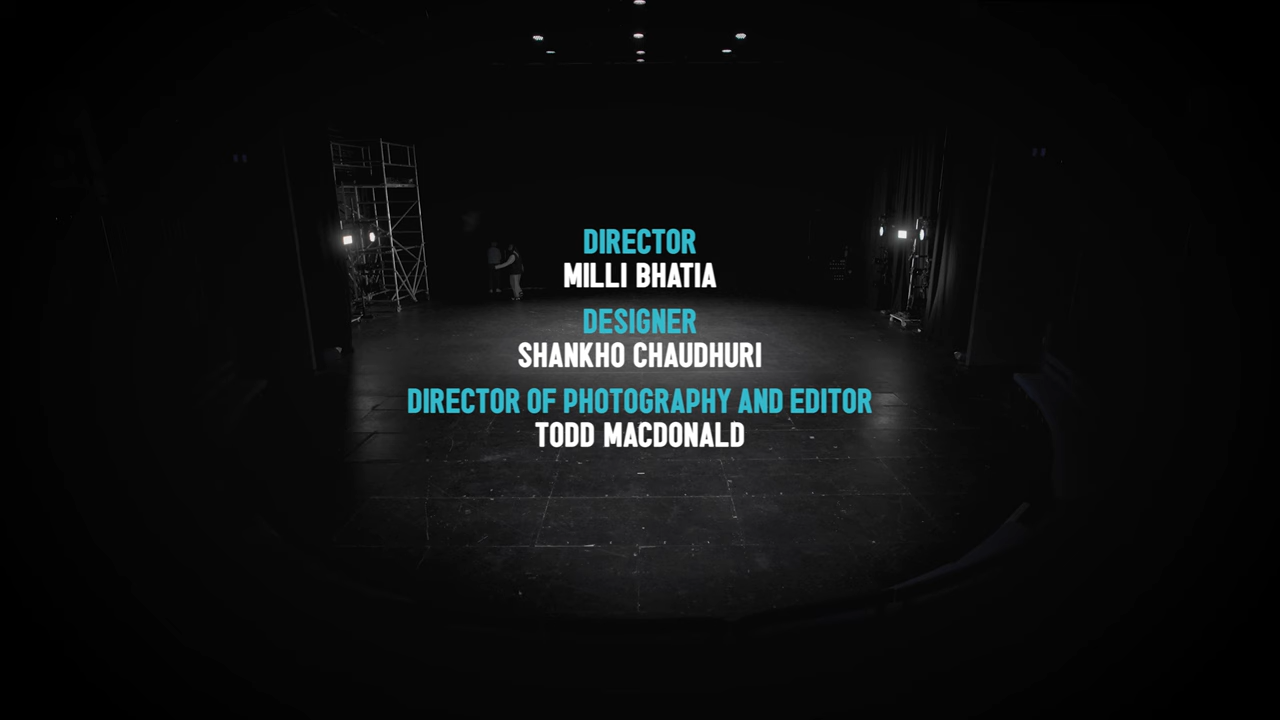 DIRECTOR
MILLI BHATIA
DESIGNER
SHANKHO CHAUDHURI
DIRECTOR OF PHOTOGRAPHY AND EDITOR
TODD MACDONALD